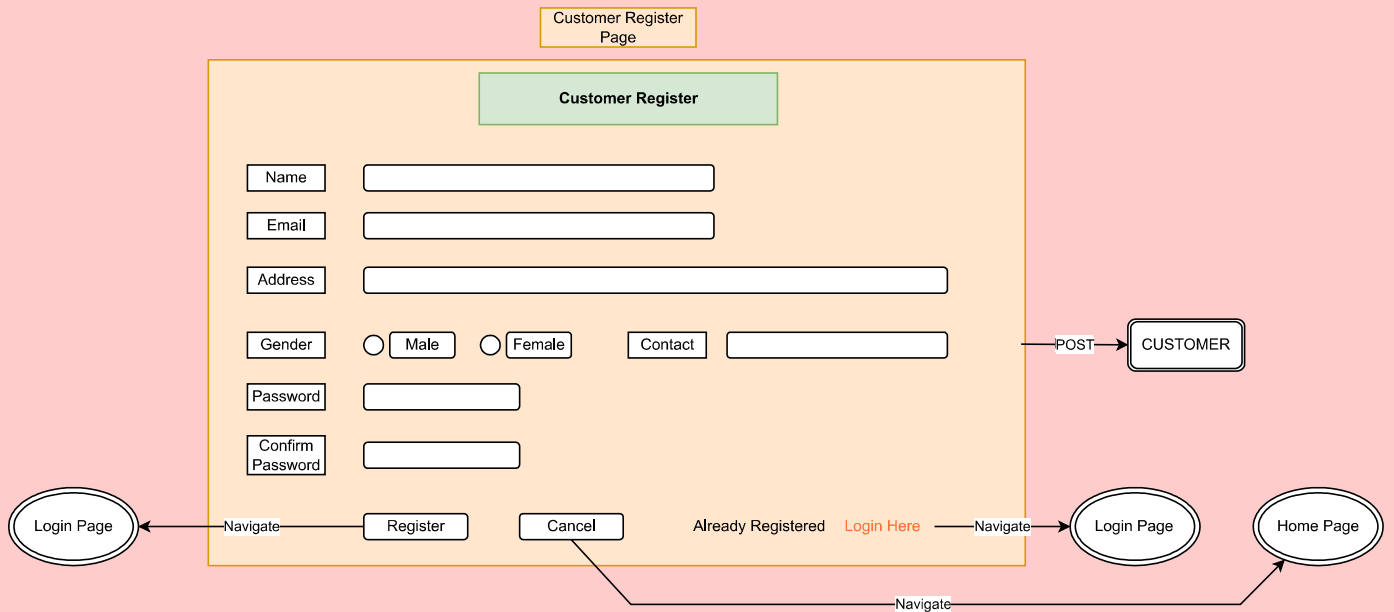 Customer Register
Page
Customer Register
Name
Email
Address
Gender
Male
Female
Contact
POST
CUSTOMER
Password
Confirm
Password
Login Page
Navigate
Register
Cancel
Already Registered
Login Here
Navigate
Login Page
Home Page
Navigate